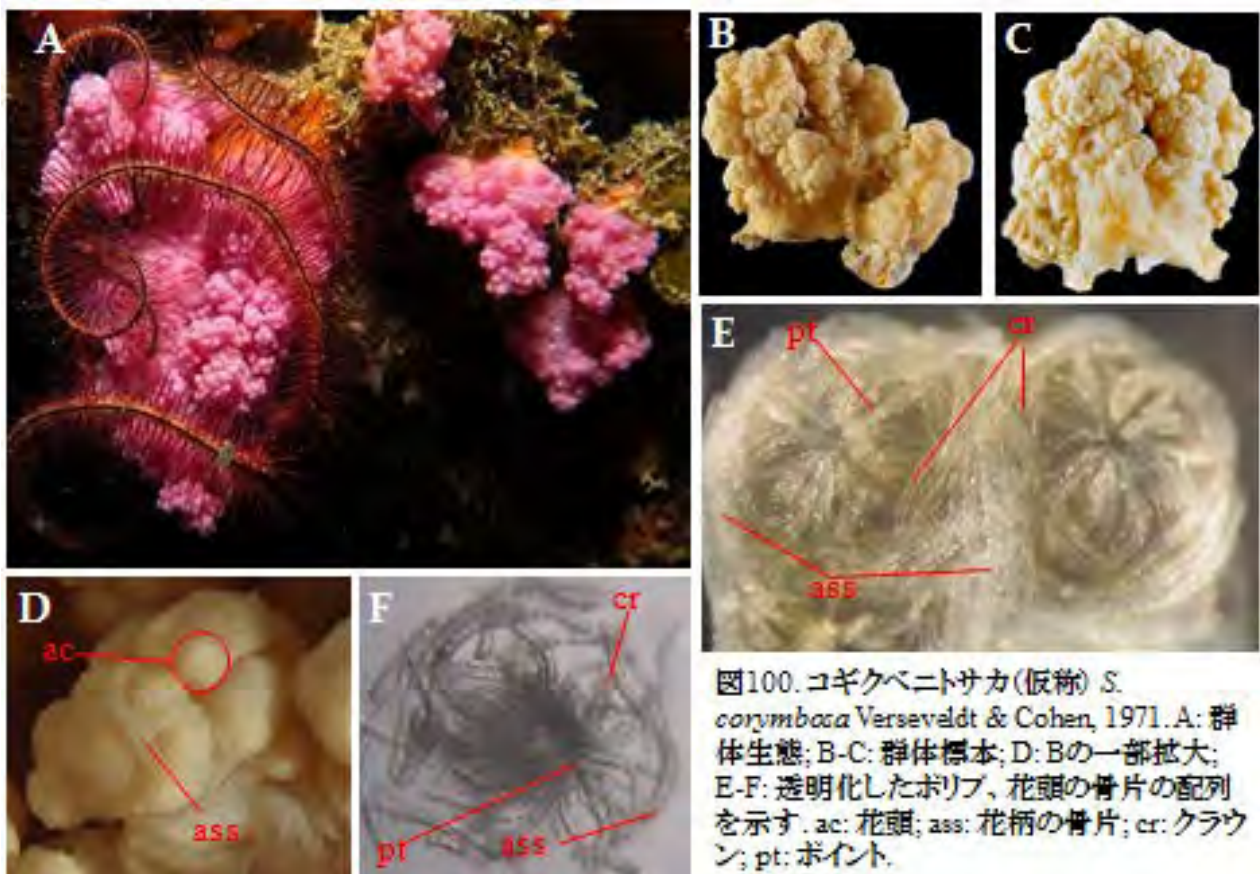 A
B
C
pt
cr
E
ass
D
ac
ass
F
cr
pt
ass
図100.コギクベニトサカ(仮称) S.
corymbosa Verseveldt & Cohen, 1971. A: 群
体生態; B-C: 群体標本; D: Bの一部拡大;
E-F: 透明化したポリプ、花頭の骨片の配列
を示す. ac: 花頭; ass: 花柄の骨片; cr: クラウ
ン; pt: ポイント.